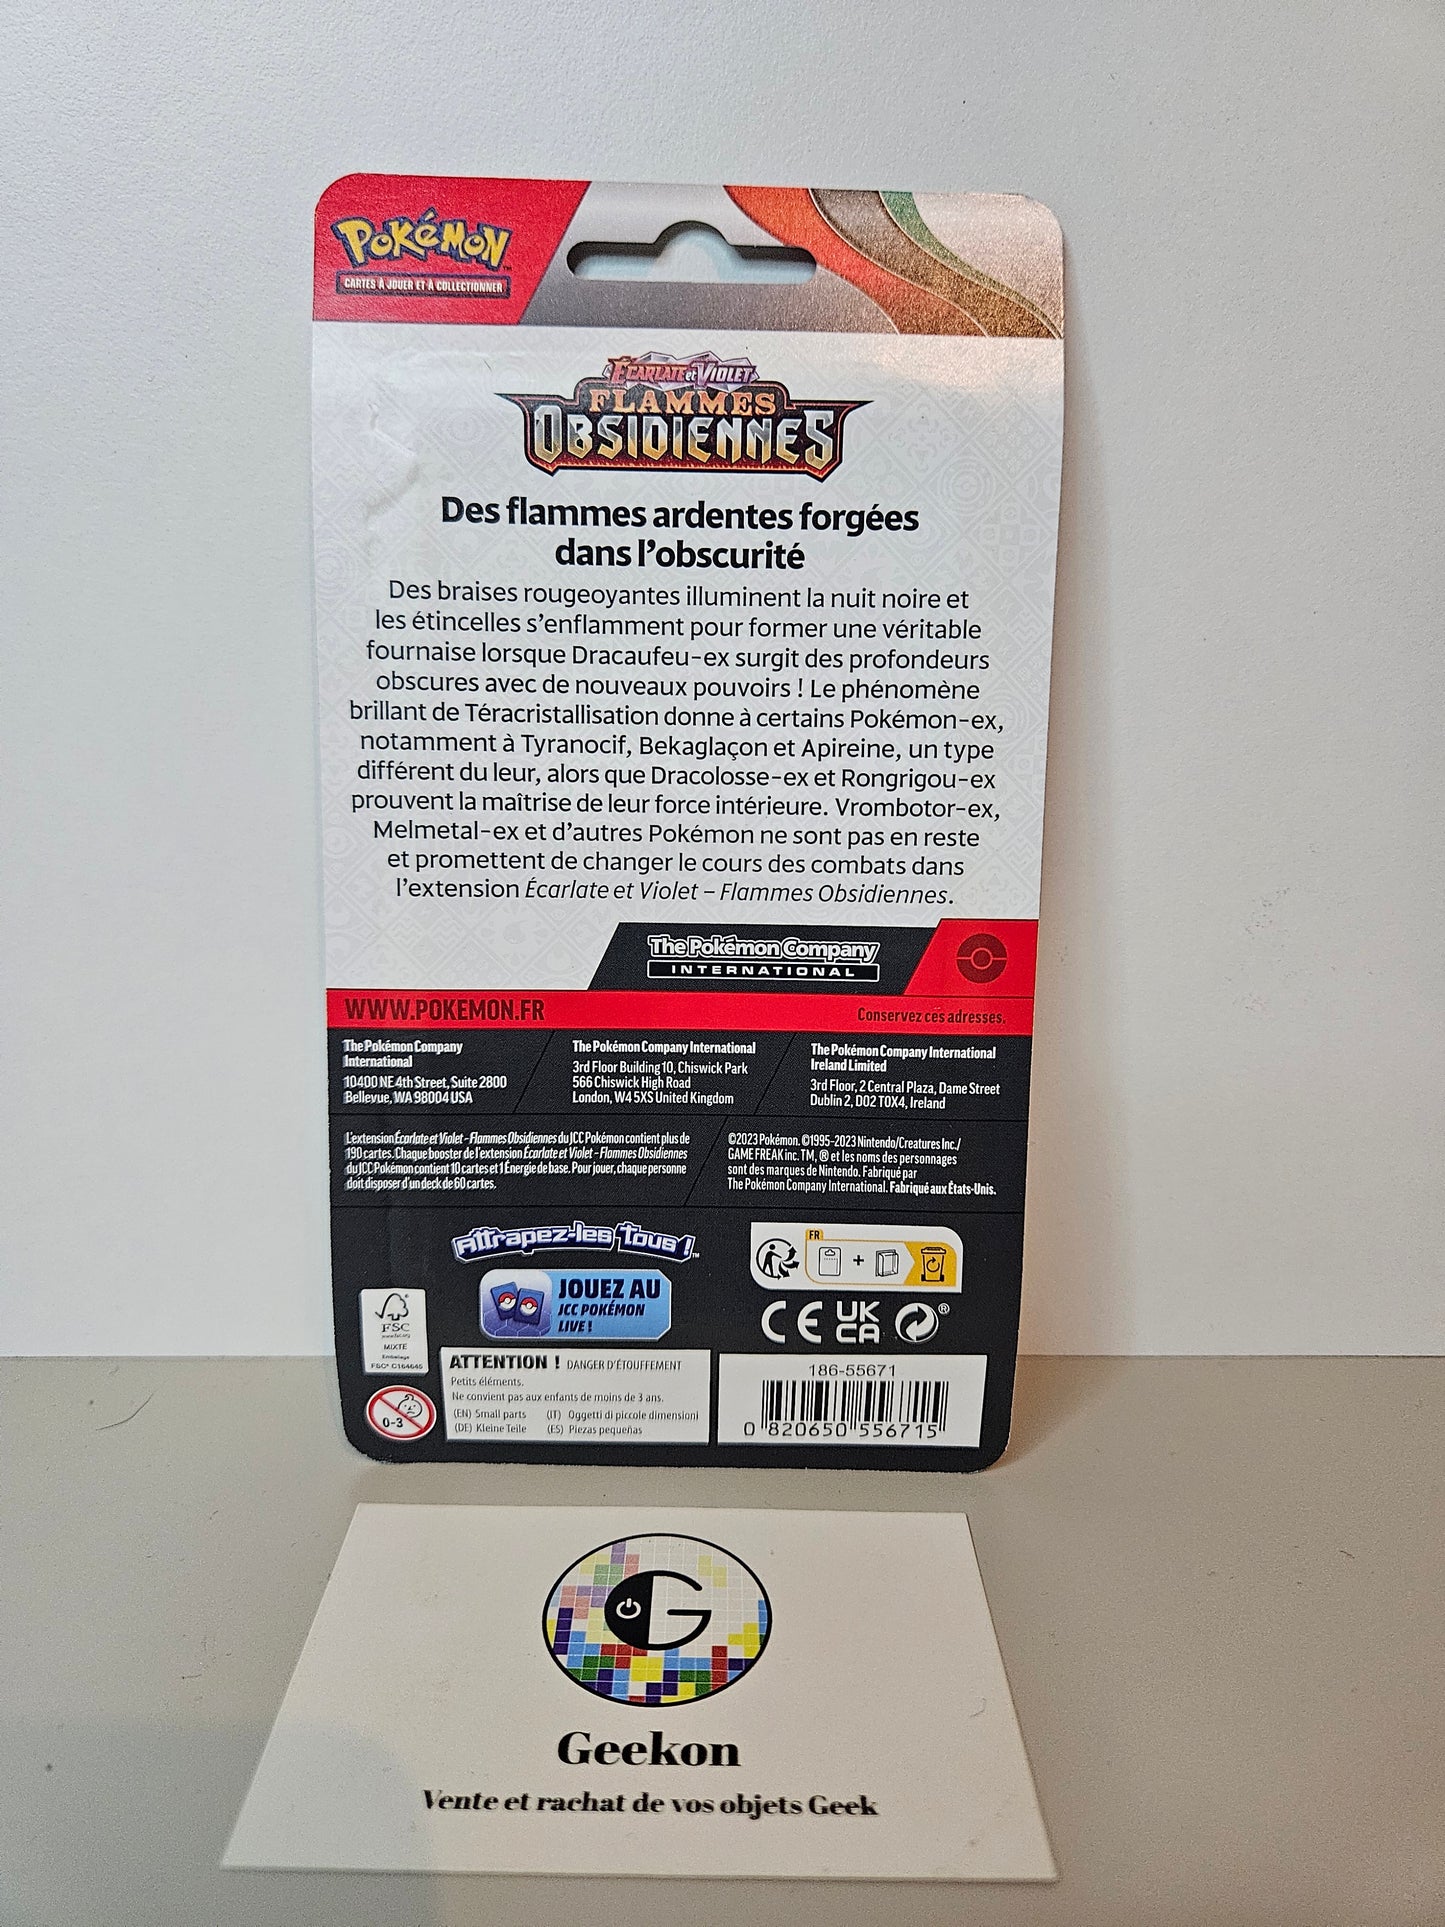 POKéMON
CARTES À JOUER ET À COLLECTIONNER
ÉCARLATE et VIOLET
FLAMMES
OBSIDIENNES
Des flammes ardentes forgées
dans l'obscurité
Des braises rougeoyantes illuminent la nuit noire et
les étincelles s'enflamment pour former une véritable
fournaise lorsque Dracaufeu-ex surgit des profondeurs
obscures avec de nouveaux pouvoirs ! Le phénomène
brillant de Téracristallisation donne à certains Pokémon-ex,
notamment à Tyranocif, Bekaglaçon et Apireine, un type
différent du leur, alors que Dracolosse-ex et Rongrigou-ex
prouvent la maîtrise de leur force intérieure. Vrombotor-ex,
Melmetal-ex et d'autres Pokémon ne sont pas en reste
et promettent de changer le cours des combats dans
l'extension Écarlate et Violet – Flammes Obsidiennes.
The Pokémon Company
INTERNATIONAL
WWW.POKEMON.FR
Conservez ces adresses.
The Pokémon Company
International
10400 NE 4th Street, Suite 2800
Bellevue, WA 98004 USA
The Pokémon Company International
3rd Floor Building 10, Chiswick Park
566 Chiswick High Road
London, W4 5XS United Kingdom
The Pokémon Company International
Ireland Limited
3rd Floor, 2 Central Plaza, Dame Street
Dublin 2, D02 T0X4, Ireland
L'extension Écarlate et Violet – Flammes Obsidiennes du JCC Pokémon contient plus de
190 cartes. Chaque booster de l'extension Écarlate et Violet – Flammes Obsidiennes
du JCC Pokémon contient 10 cartes et 1 Énergie de base. Pour jouer, chaque personne
doit disposer d'un deck de 60 cartes.
©2023 Pokémon. ©1995-2023 Nintendo/Creatures Inc./
GAME FREAK inc. TM, ® et les noms des personnages
sont des marques de Nintendo. Fabriqué par
The Pokémon Company International. Fabriqué aux États-Unis.
Attrapez-les Tous !™
JOUEZ AU
JCC POKÉMON
LIVE !
FR
+
CE UK CA ®
FSC
www.fsc.org
MIXTE
Emballage
FSC® C164645
0-3
ATTENTION ! DANGER D'ÉTOUFFEMENT
Petits éléments.
Ne convient pas aux enfants de moins de 3 ans.
(EN) Small parts (IT) Oggetti di piccole dimensioni
(DE) Kleine Teile (ES) Piezas pequeñas
186-55671
0 820650 556715
G
Geekon
Vente et rachat de vos objets Geek